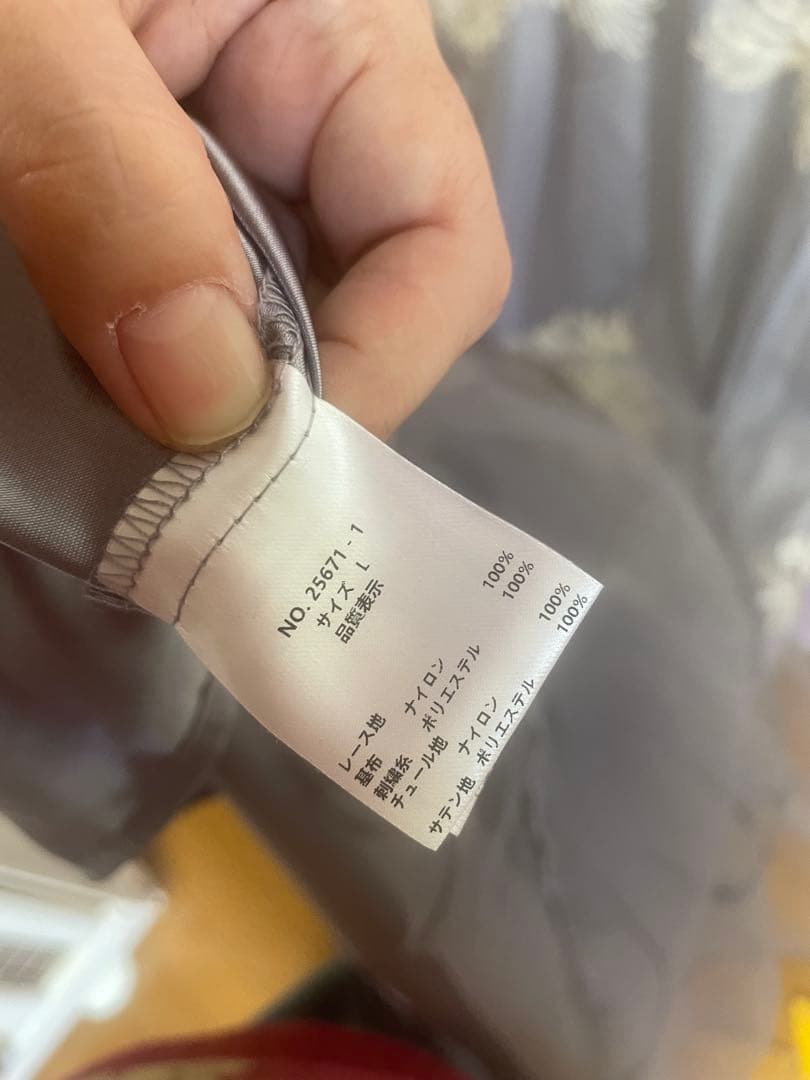 NO. 25671 - 1
サイズ L
品質表示
レース地
基布 ナイロン 100%
刺繍糸 ポリエステル 100%
チュール地 ナイロン 100%
サテン地 ポリエステル 100%